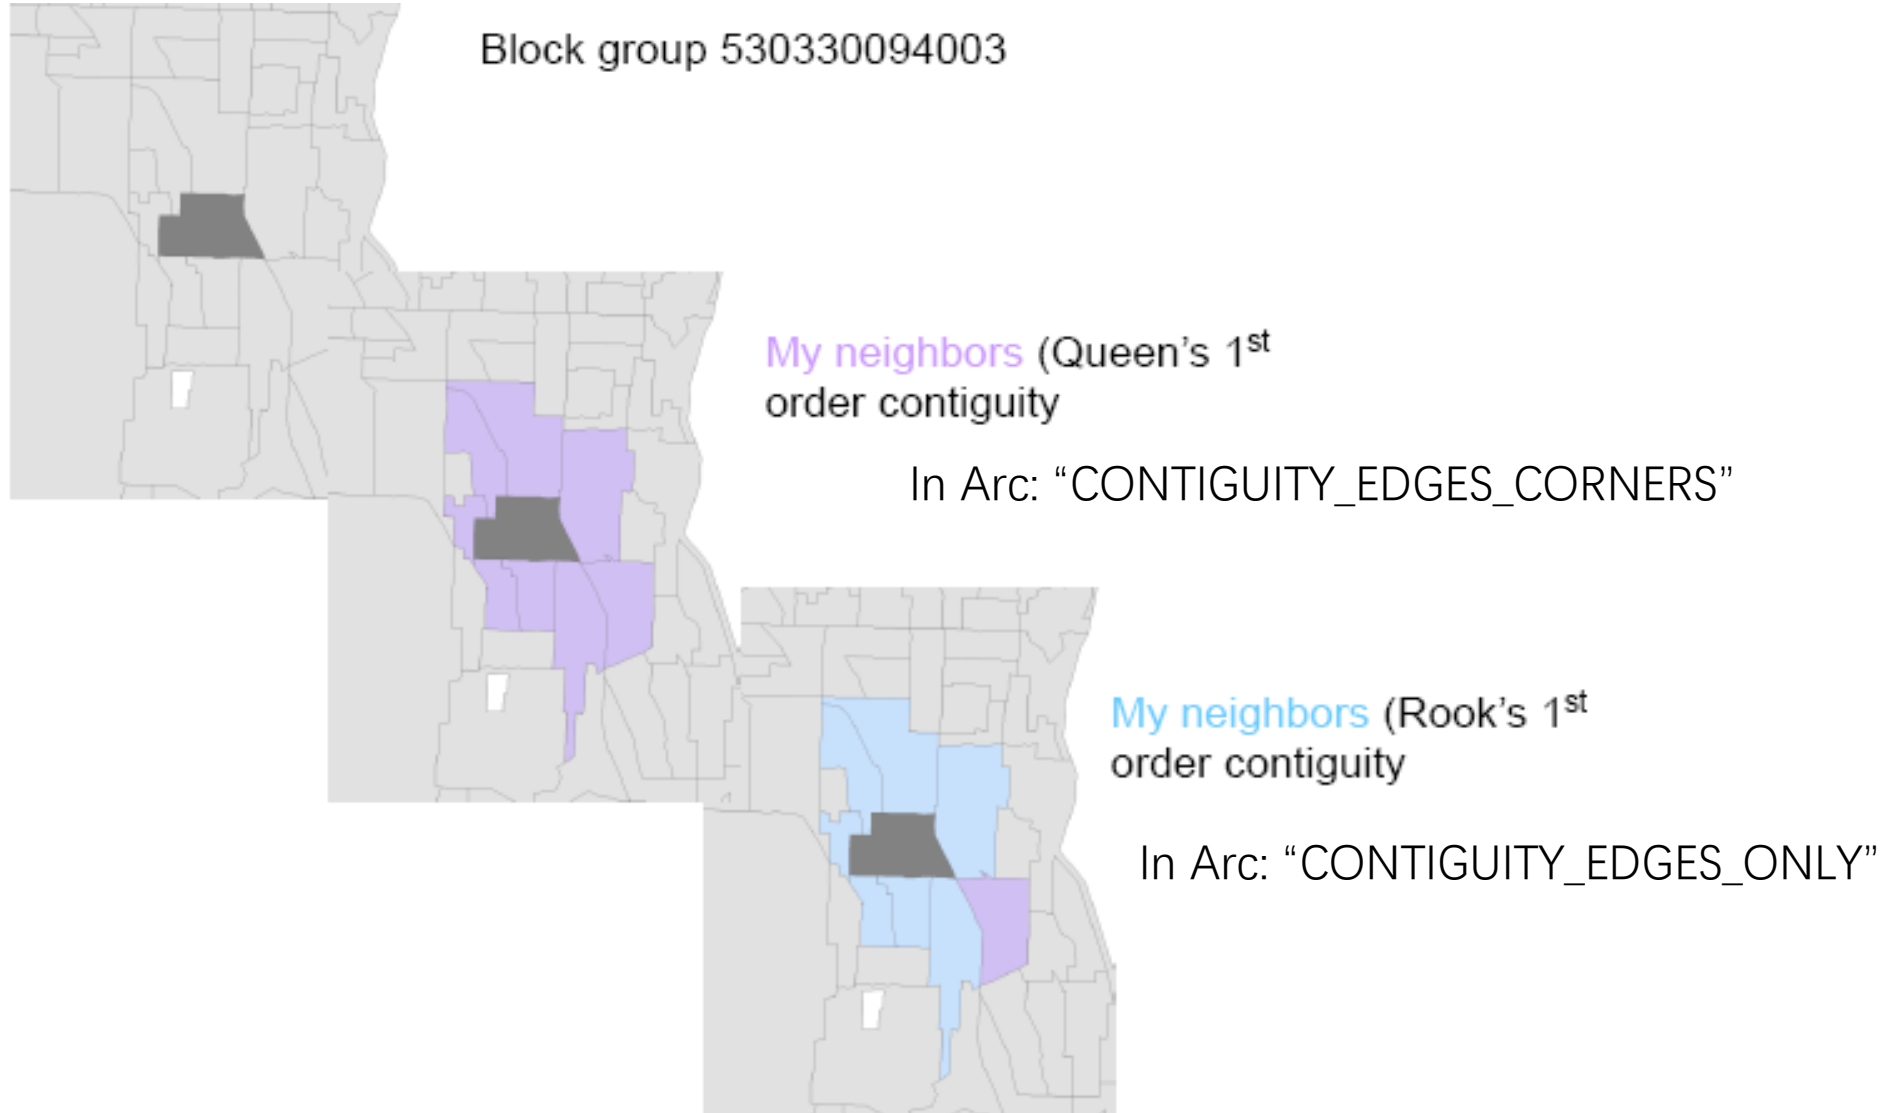 Block group 530330094003
My neighbors (Queen’s 1st
order contiguity
In Arc: “CONTIGUITY_EDGES_CORNERS”
My neighbors (Rook’s 1st
order contiguity
In Arc: “CONTIGUITY_EDGES_ONLY”